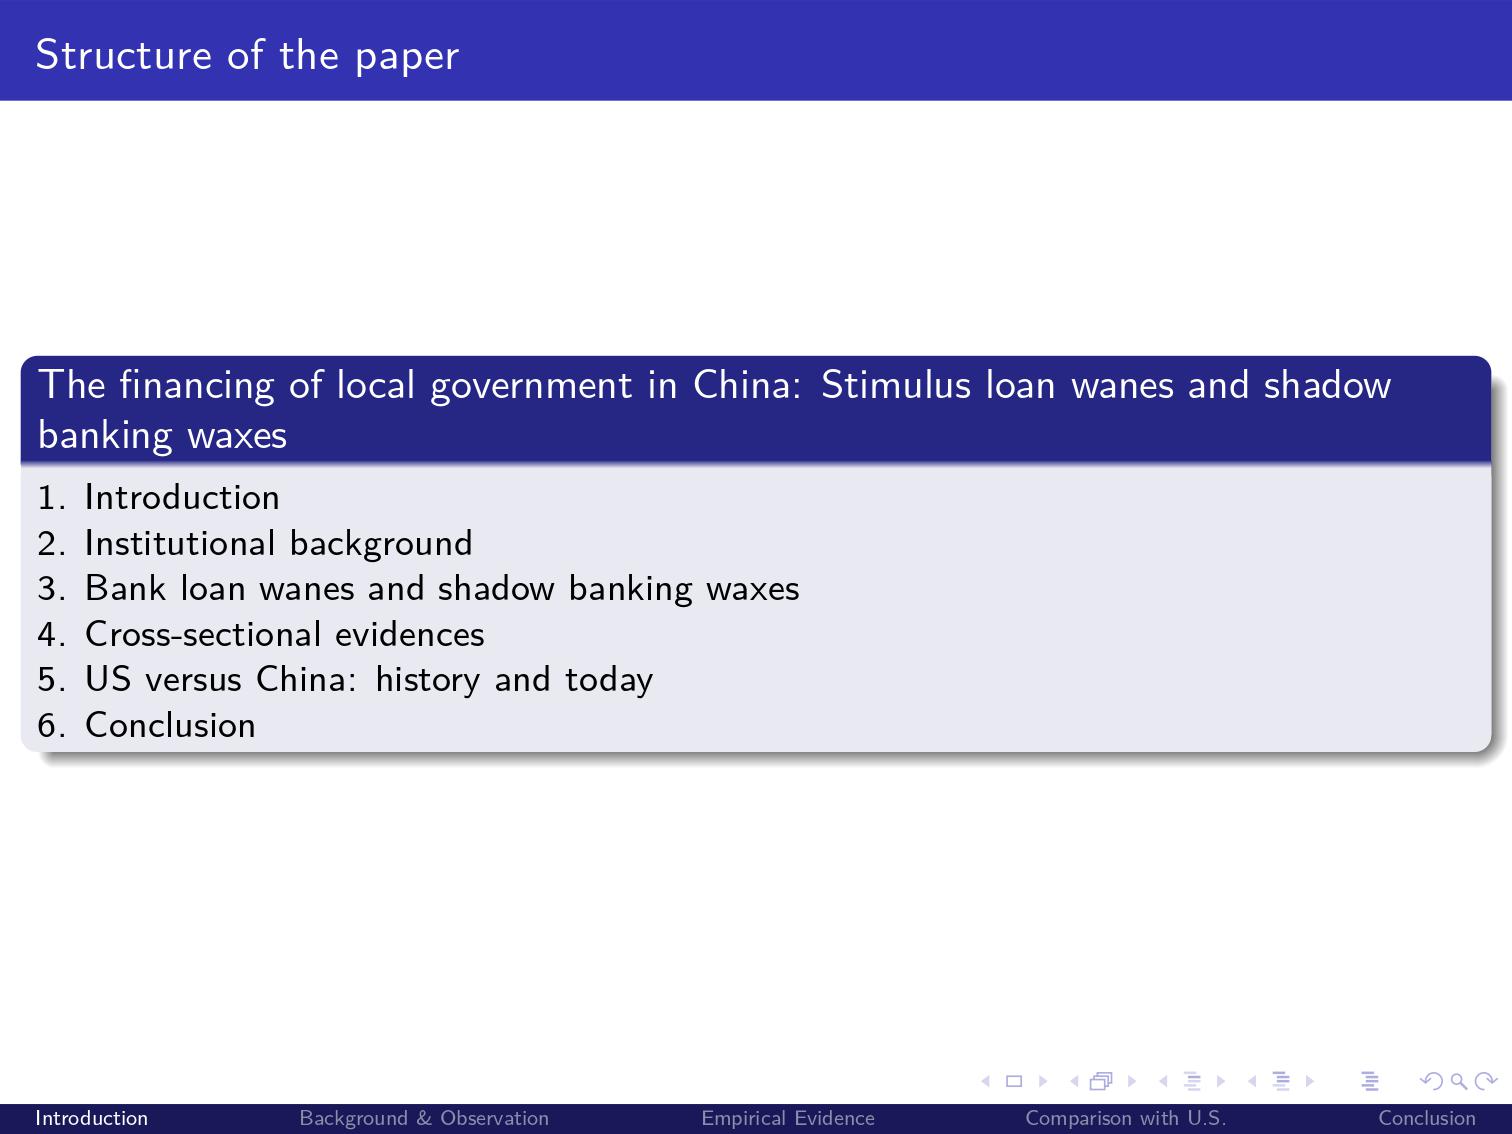 Structure of the paper
The financing of local government in China: Stimulus loan wanes and shadow
banking waxes
1. Introduction
2. Institutional background
3. Bank loan wanes and shadow banking waxes
4. Cross-sectional evidences
5. US versus China: history and today
6. Conclusion
Introduction Background & Observation Empirical Evidence Comparison with U.S. Conclusion